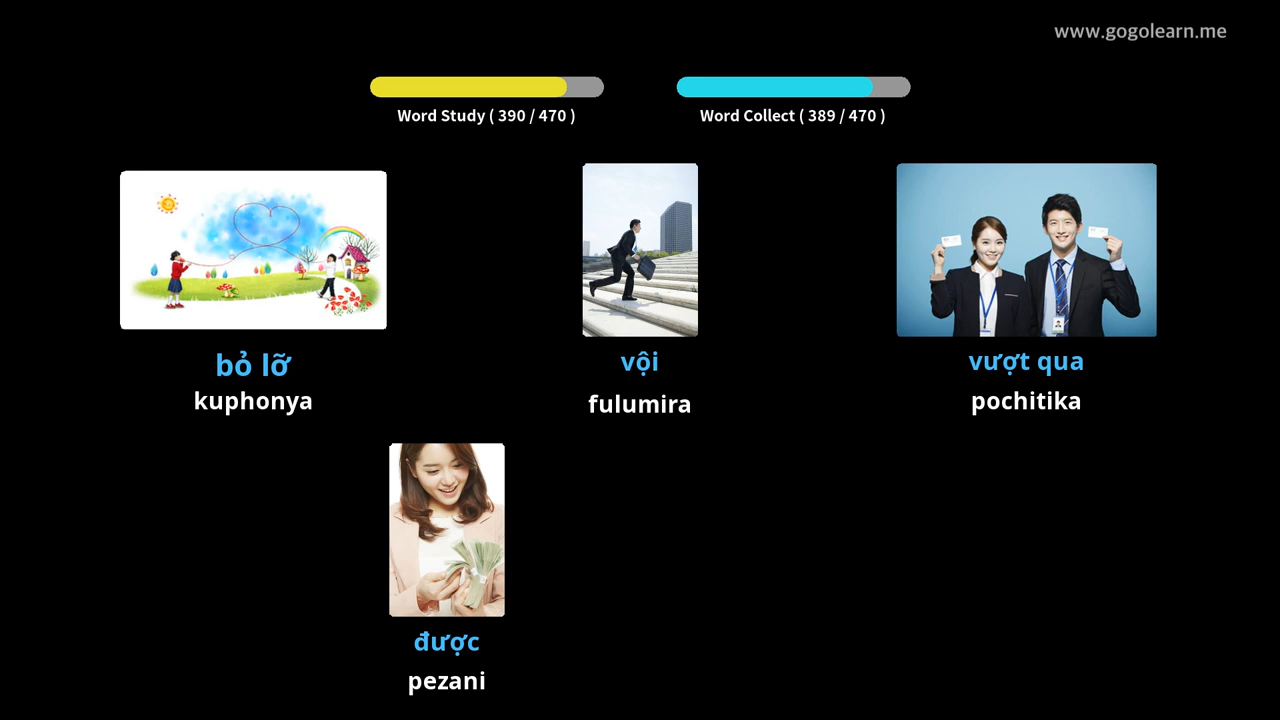 www.gogolearn.me
Word Study ( 390 / 470 )
Word Collect ( 389 / 470 )
bỏ lỡ
kuphonya
vội
fulumira
vượt qua
pochitika
được
pezani